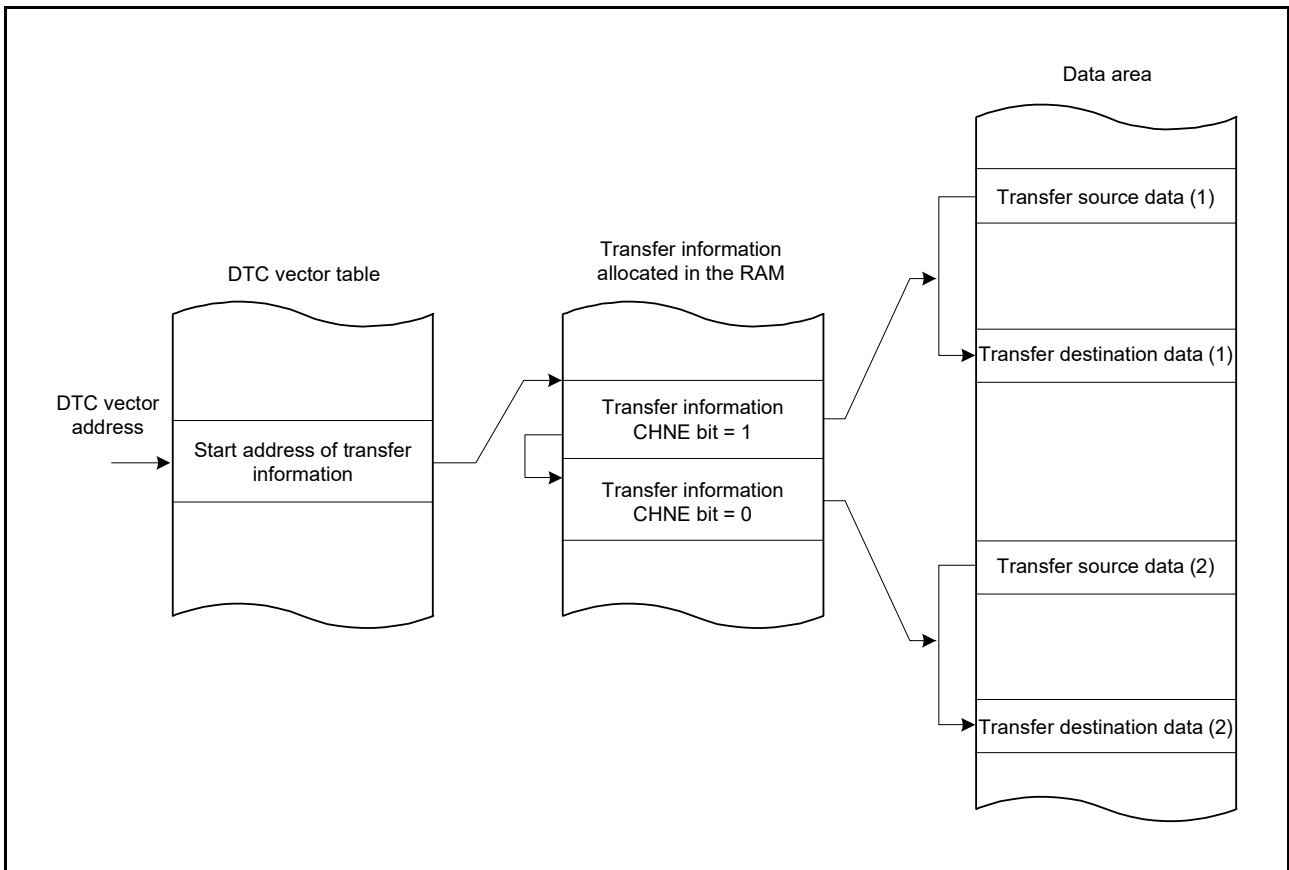 DTC vector table
DTC vector
address
Start address of transfer
information
Transfer information
allocated in the RAM
Transfer information
CHNE bit = 1
Transfer information
CHNE bit = 0
Data area
Transfer source data (1)
Transfer destination data (1)
Transfer source data (2)
Transfer destination data (2)